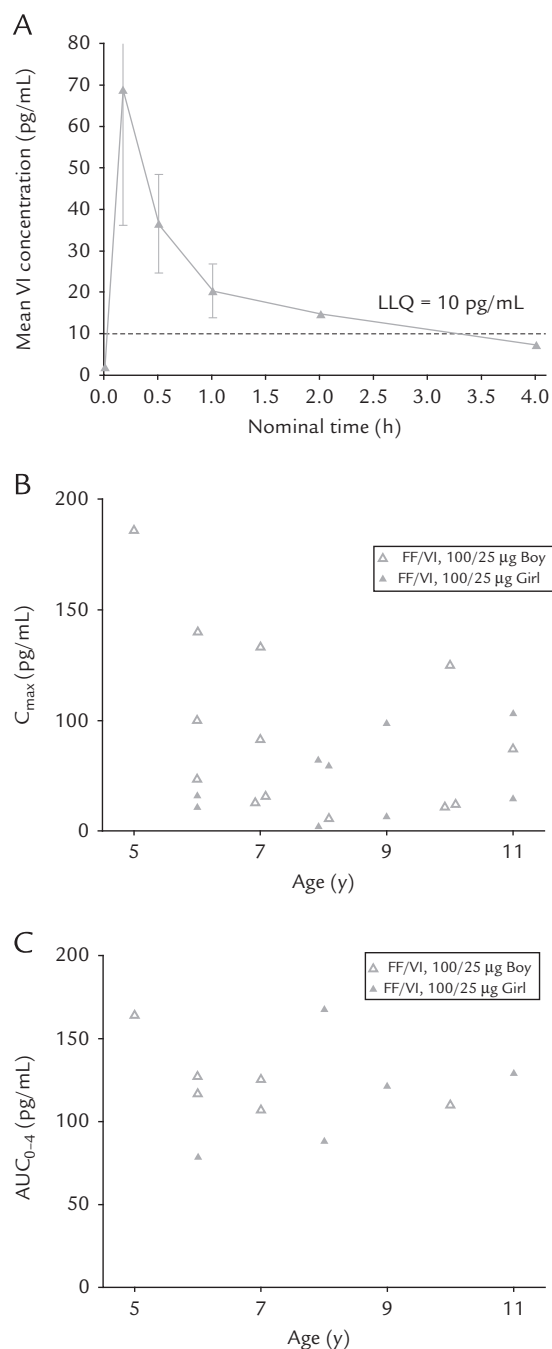 A
Mean VI concentration (pg/mL)
80
70
60
50
40
30
20
10
0
LLQ = 10 pg/mL
0.0 0.5 1.0 1.5 2.0 2.5 3.0 3.5 4.0
Nominal time (h)
B
Cmax (pg/mL)
200
150
100
0
FF/VI, 100/25 μg Boy
FF/VI, 100/25 μg Girl
5 7 9 11
Age (y)
C
AUC0–4 (pg/mL)
200
150
100
50
0
FF/VI, 100/25 μg Boy
FF/VI, 100/25 μg Girl
5 7 9 11
Age (y)